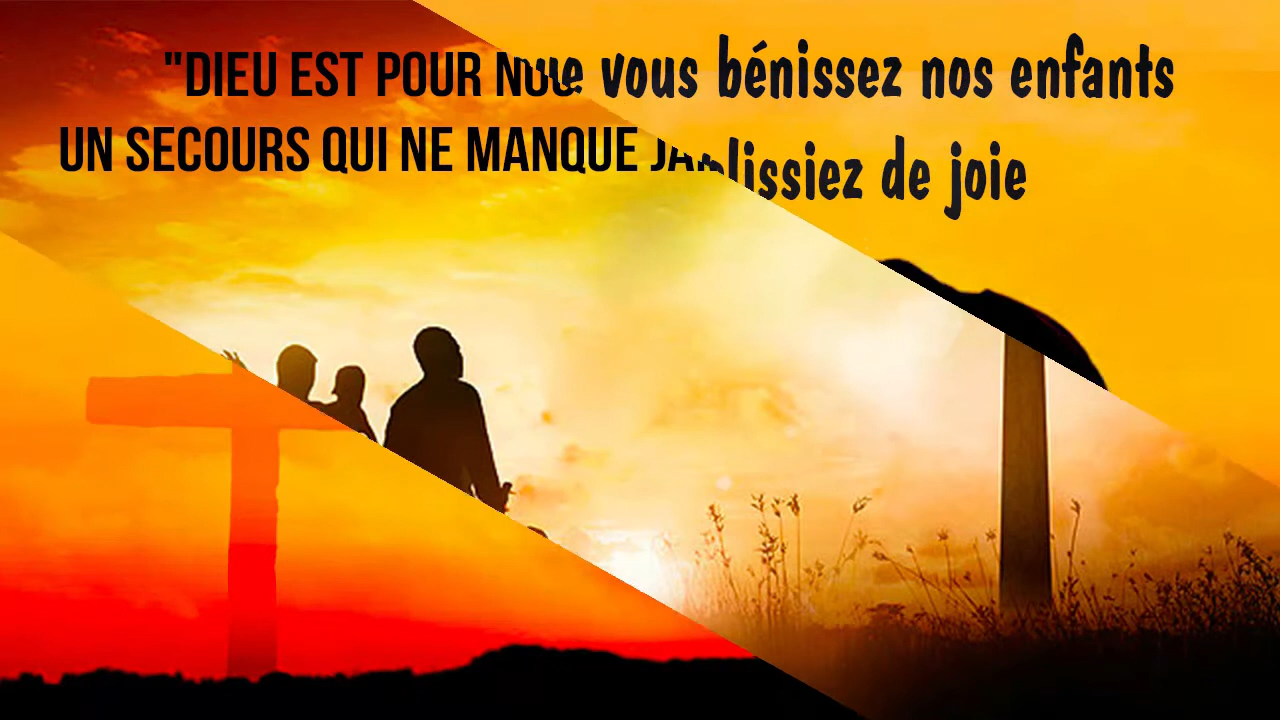 "DIEU EST POUR
vous bénissez nos enfants
UN SECOURS QUI NE MANQUE
de joie